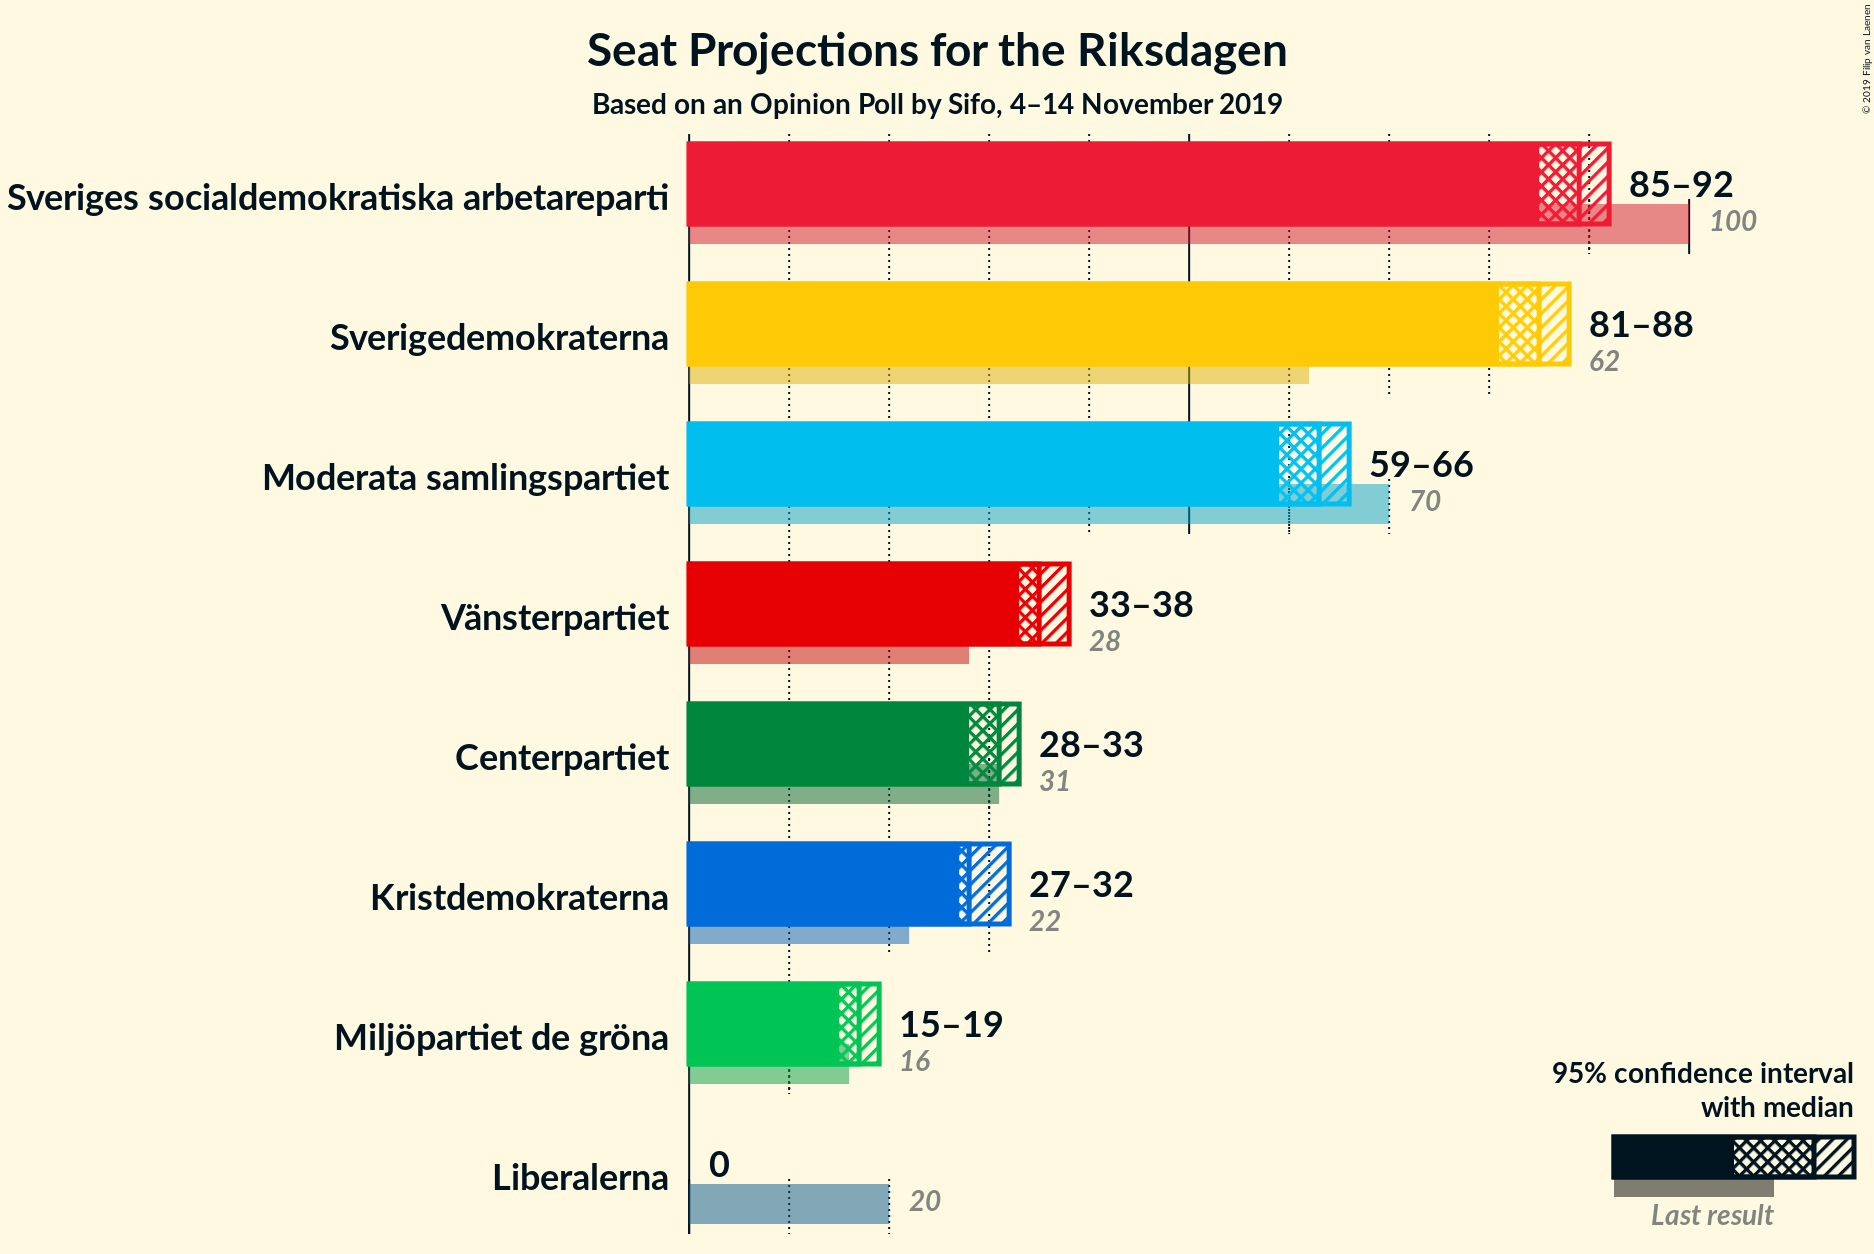 Seat Projections for the Riksdagen
Based on an Opinion Poll by Sifo, 4–14 November 2019
© 2019 Filip van Laenen
Sveriges socialdemokratiska arbetareparti
85–92
100
Sverigedemokraterna
81–88
62
Moderata samlingspartiet
59–66
70
Vänsterpartiet
33–38
28
Centerpartiet
28–33
31
Kristdemokraterna
27–32
22
Miljöpartiet de gröna
15–19
16
Liberalerna
0
20
95% confidence interval
with median
Last result